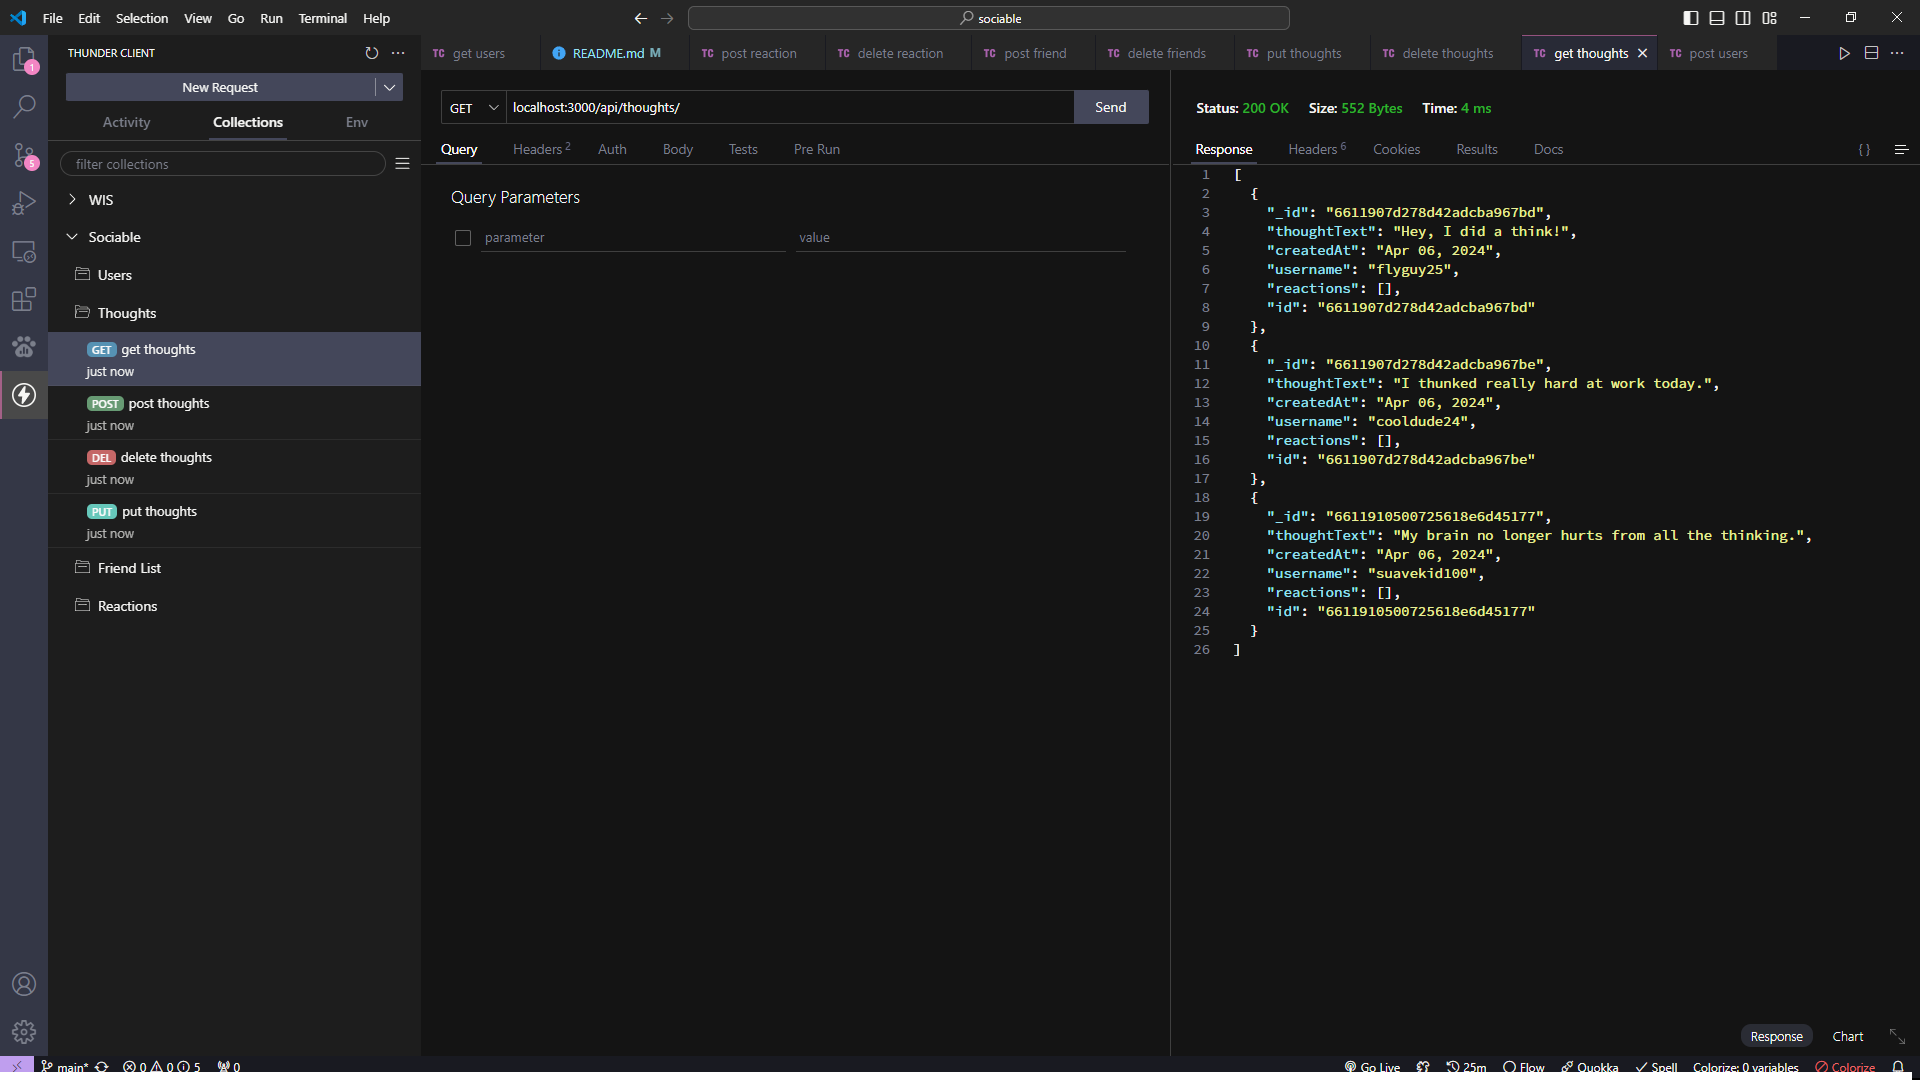 File Edit Selection View Go Run Terminal Help
sociable
THUNDER CLIENT
New Request
Activity Collections Env
filter collections
WIS
Sociable
Users
Thoughts
GET get thoughts
just now
POST post thoughts
just now
DEL delete thoughts
just now
PUT put thoughts
just now
Friend List
Reactions
1
5
TC get users
README.md M
TC post reaction
TC delete reaction
TC post friend
TC delete friends
TC put thoughts
TC delete thoughts
TC get thoughts
TC post users
GET localhost:3000/api/thoughts/ Send
Query Headers 2 Auth Body Tests Pre Run
Query Parameters
parameter value
Status: 200 OK Size: 552 Bytes Time: 4 ms
Response Headers 6 Cookies Results Docs { }
1 [
2 {
3 "_id": "6611907d278d42adcba967bd",
4 "thoughtText": "Hey, I did a think!",
5 "createdAt": "Apr 06, 2024",
6 "username": "flyguy25",
7 "reactions": [],
8 "id": "6611907d278d42adcba967bd"
9 },
10 {
11 "_id": "6611907d278d42adcba967be",
12 "thoughtText": "I thunked really hard at work today.",
13 "createdAt": "Apr 06, 2024",
14 "username": "cooldude24",
15 "reactions": [],
16 "id": "6611907d278d42adcba967be"
17 },
18 {
19 "_id": "6611910500725618e6d45177",
20 "thoughtText": "My brain no longer hurts from all the thinking.",
21 "createdAt": "Apr 06, 2024",
22 "username": "suavekid100",
23 "reactions": [],
24 "id": "6611910500725618e6d45177"
25 }
26 ]
Response Chart
main* 0 0 5 0
Go Live 25m Flow Quokka Spell Colorize: 0 variables Colorize